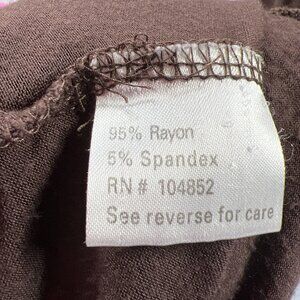 95% Rayon
5% Spandex
RN # 104852
See reverse for care